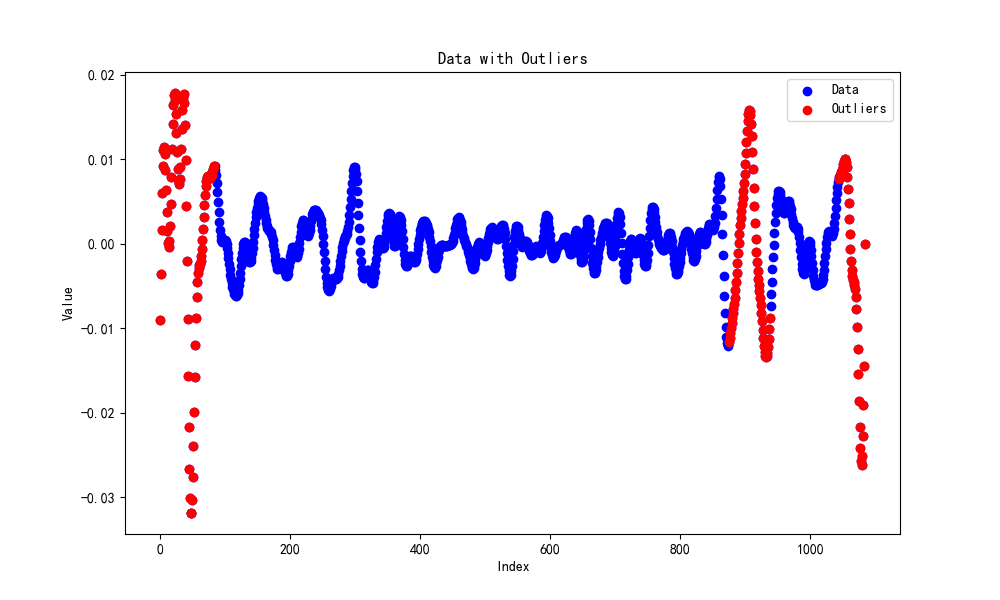 Data with Outliers
Data
Outliers
0.02
0.01
0.00
-0.01
-0.02
-0.03
Value
0 200 400 600 800 1000
Index